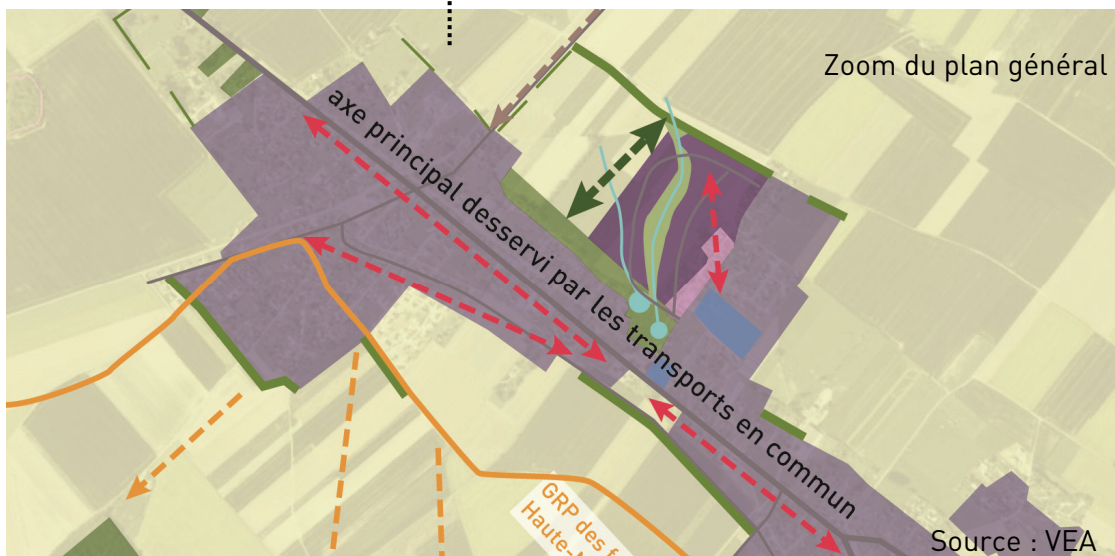 Zoom du plan général
axe principal desservi par les transports en commun
GRP des
Haute-
Source : VEA